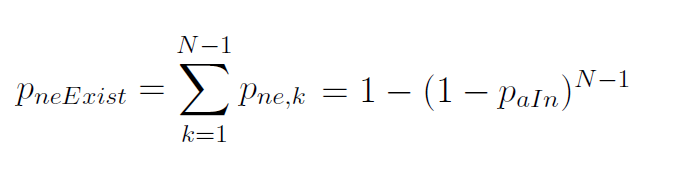 p_{neExist} = \sum_{k=1}^{N-1} p_{ne,k} = 1 - (1 - p_{aIn})^{N-1}